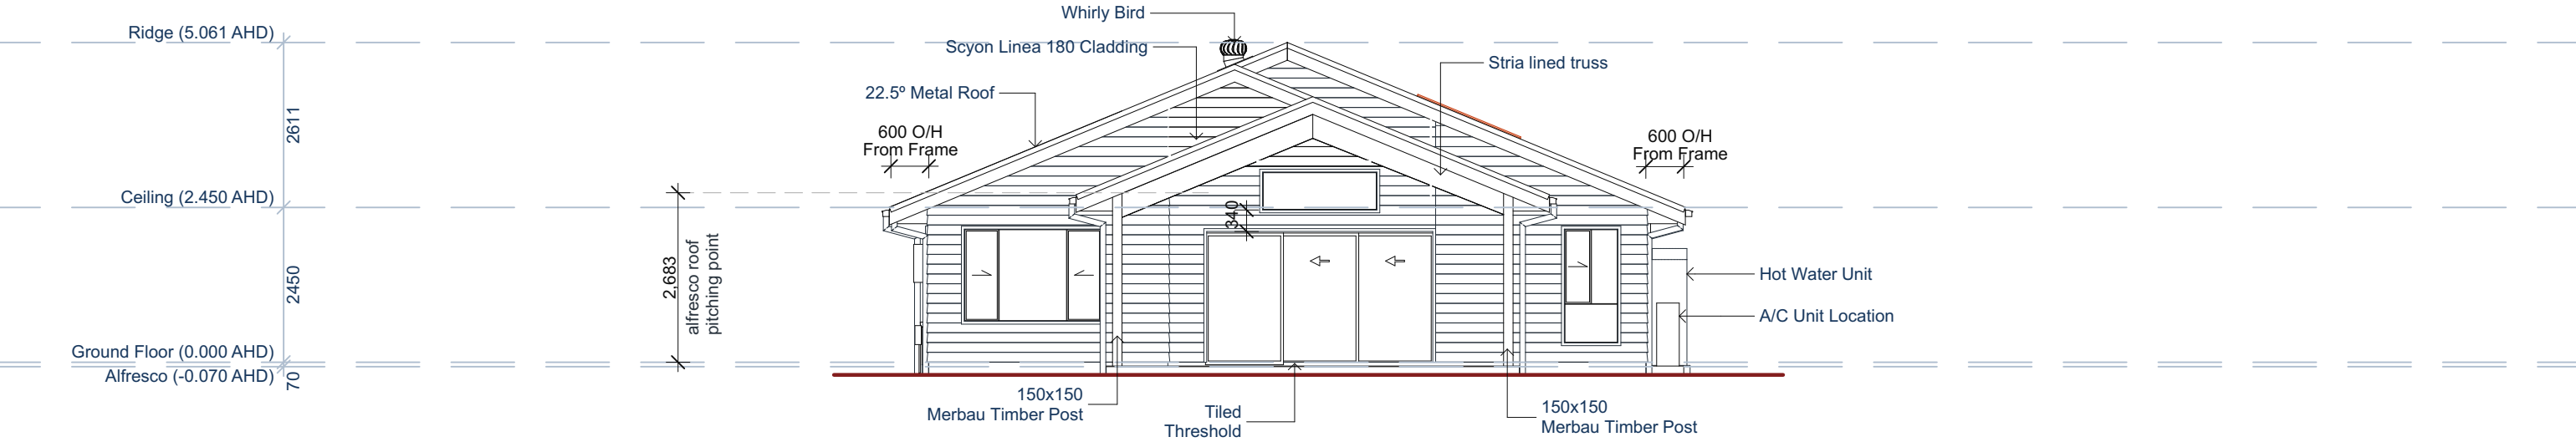 Whirly Bird
Ridge (5.061 AHD)
Scyon Linea 180 Cladding
Stria lined truss
22.5º Metal Roof
2611
600 O/H
From Frame
600 O/H
From Frame
Ceiling (2.450 AHD)
340
2450
2,683
alfresco roof
pitching point
Hot Water Unit
A/C Unit Location
Ground Floor (0.000 AHD)
Alfresco (-0.070 AHD)
70
150x150
Merbau Timber Post
Tiled
Threshold
150x150
Merbau Timber Post